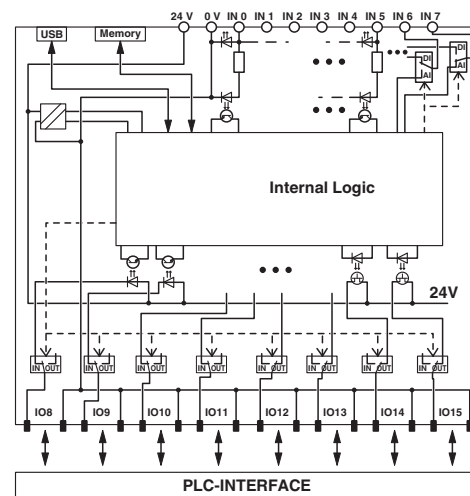 24 V 0 V IN 0 IN 1 IN 2 IN 3 IN 4 IN 5 IN 6 IN 7
USB Memory
DI DI
AI AI
Internal Logic
24V
IN OUT IN OUT IN OUT IN OUT IN OUT IN OUT IN OUT IN OUT
IO8 IO9 IO10 IO11 IO12 IO13 IO14 IO15
PLC-INTERFACE